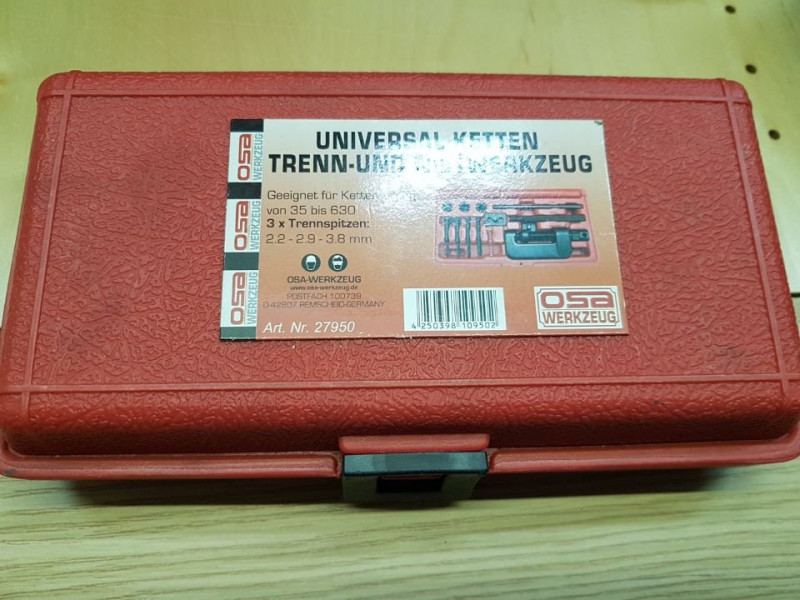 UNIVERSAL KETTEN
TRENN-UND
Geeignet für
von 35 bis 630
3 x Trennspitzen:
2.2 - 2.9 - 3.8 mm
OSA-WERKZEUG
www.osa-werkzeug.de
POSTFACH 100739
D-42807 REMSCHEID-GERMANY
Art. Nr. 27950
4 250398 109502
osa
WERKZEUG
osa
WERKZEUG
osa
WERKZEUG
osa
WERKZEUG